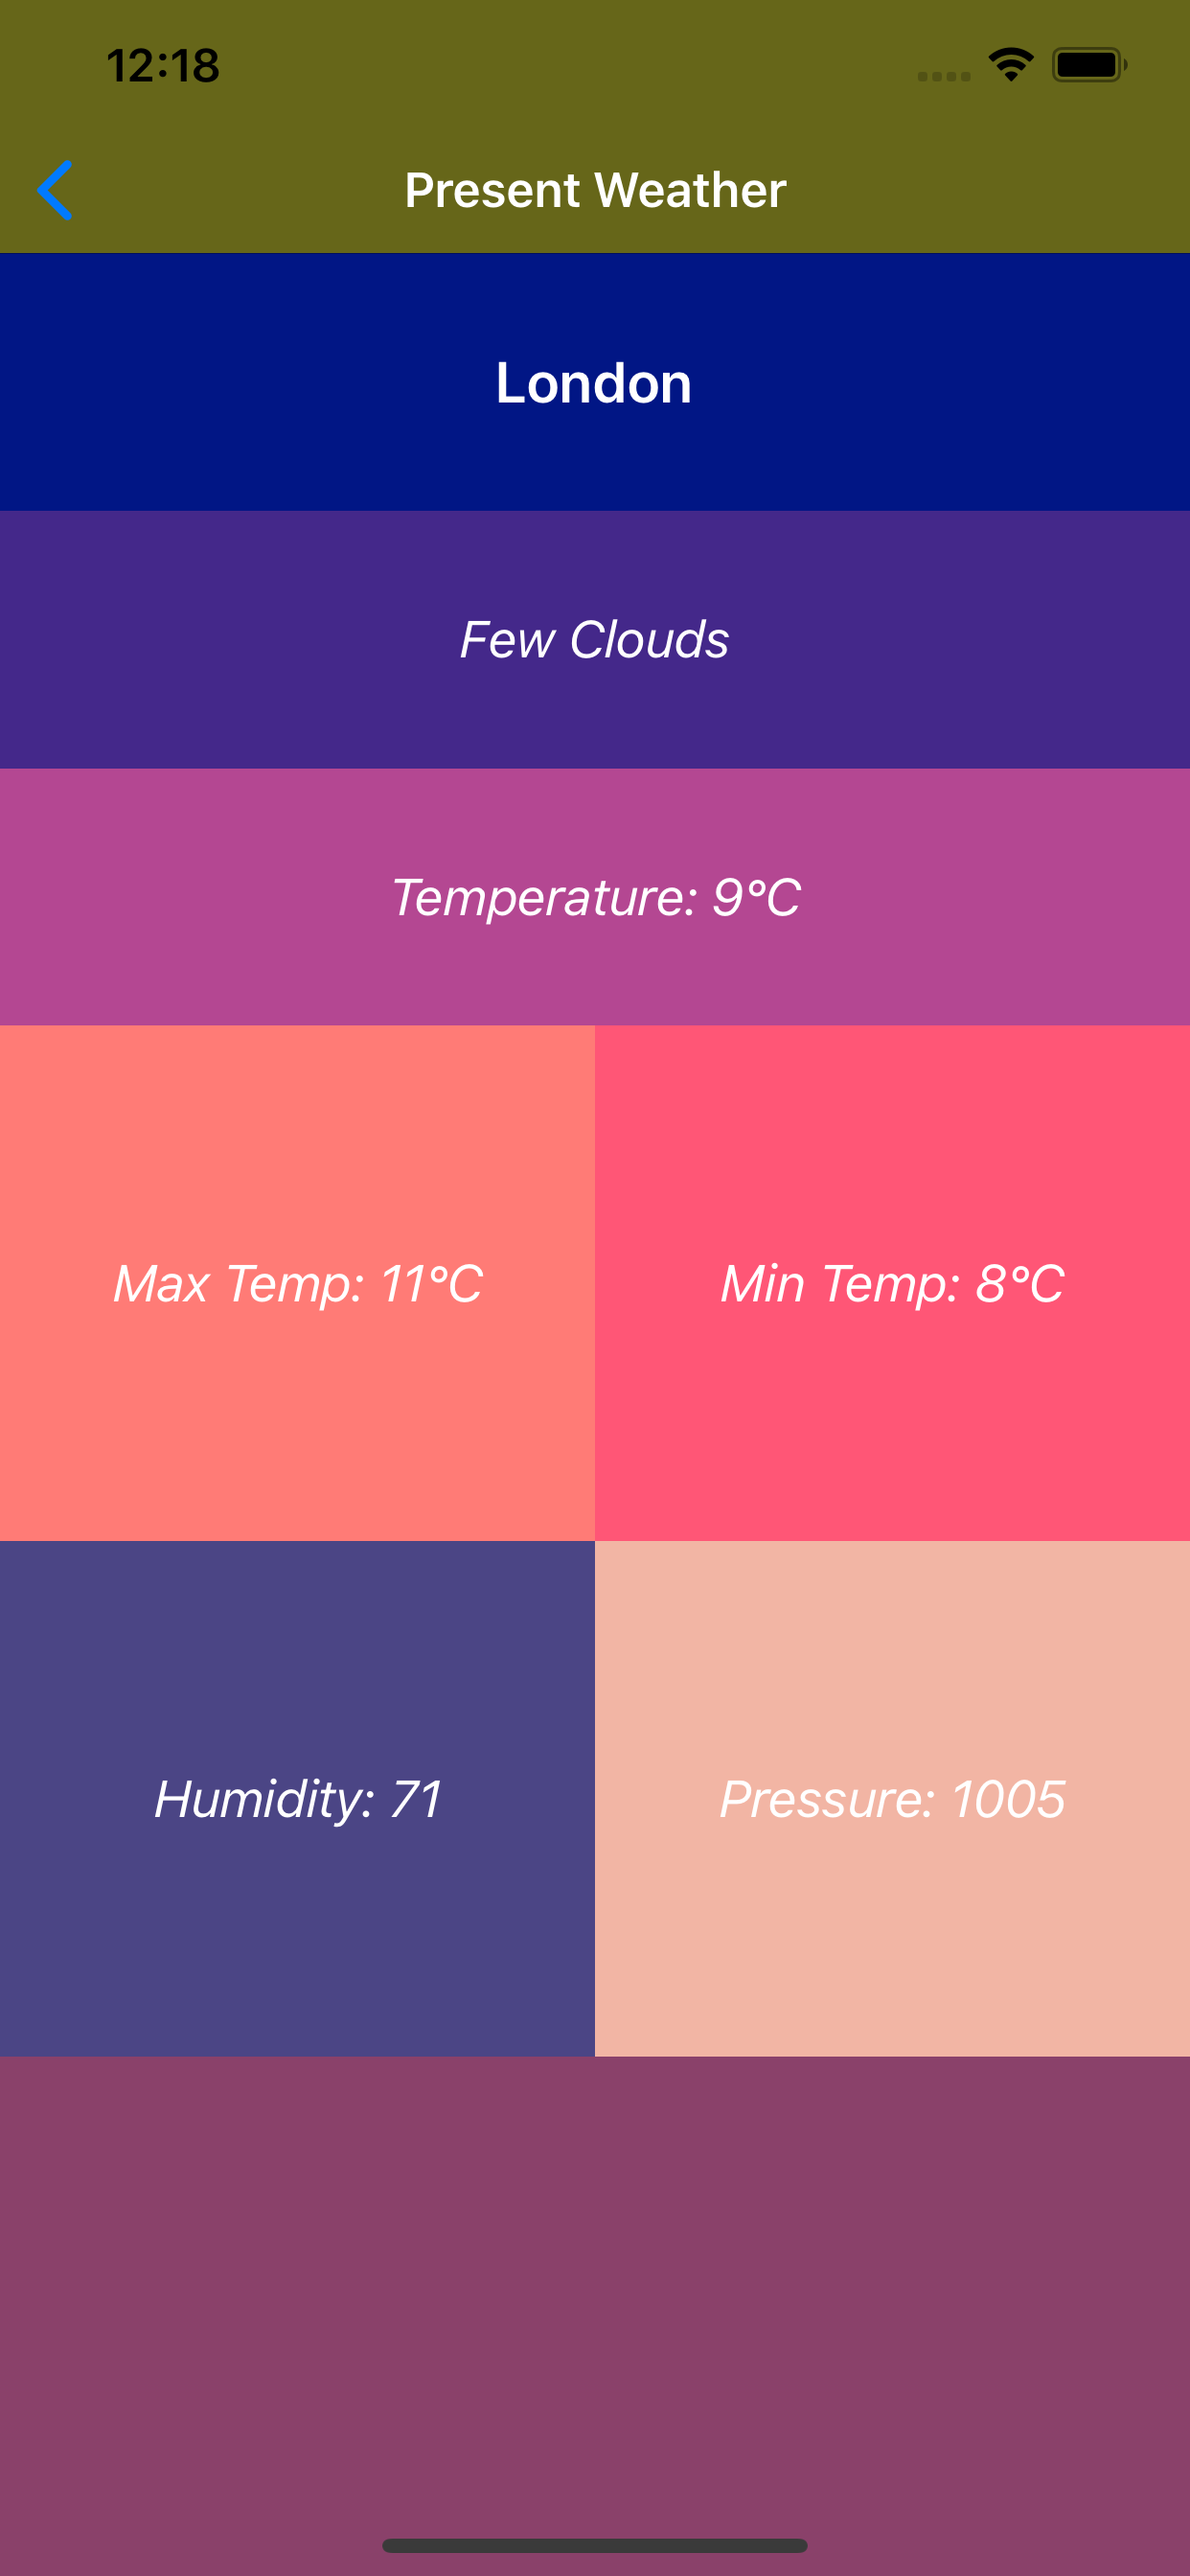 12:18
Present Weather
London
Few Clouds
Temperature: 9°C
Max Temp: 11°C
Min Temp: 8°C
Humidity: 71
Pressure: 1005